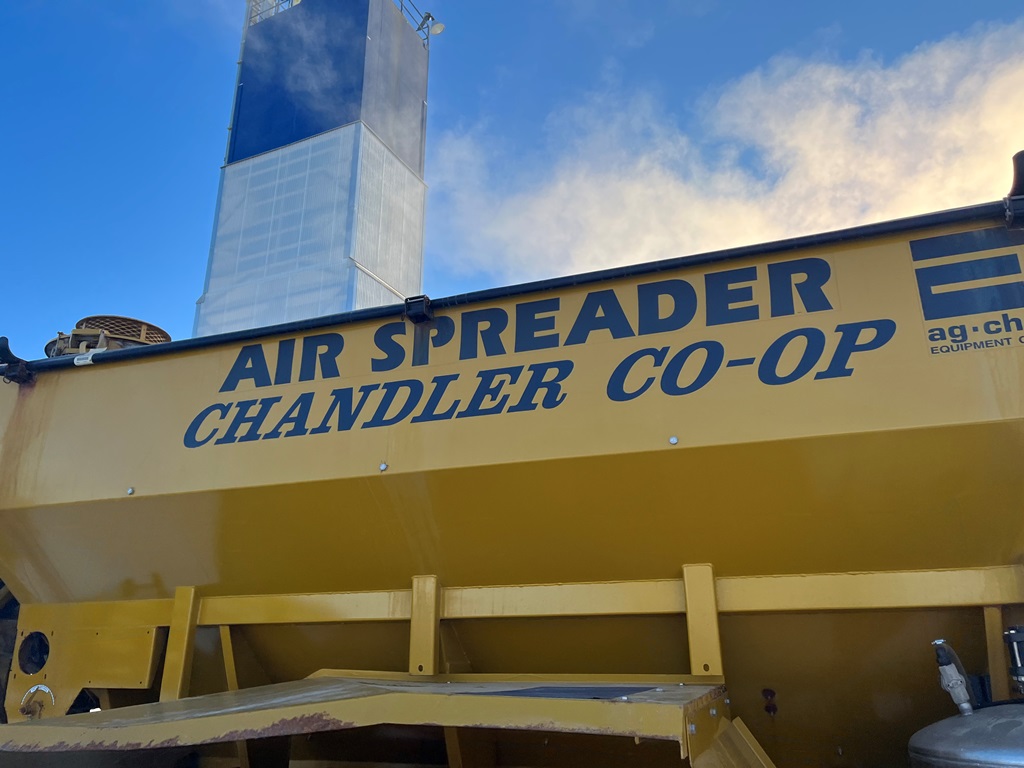 AIR SPREADER
CHANDLER CO-OP
EQUIPMENT